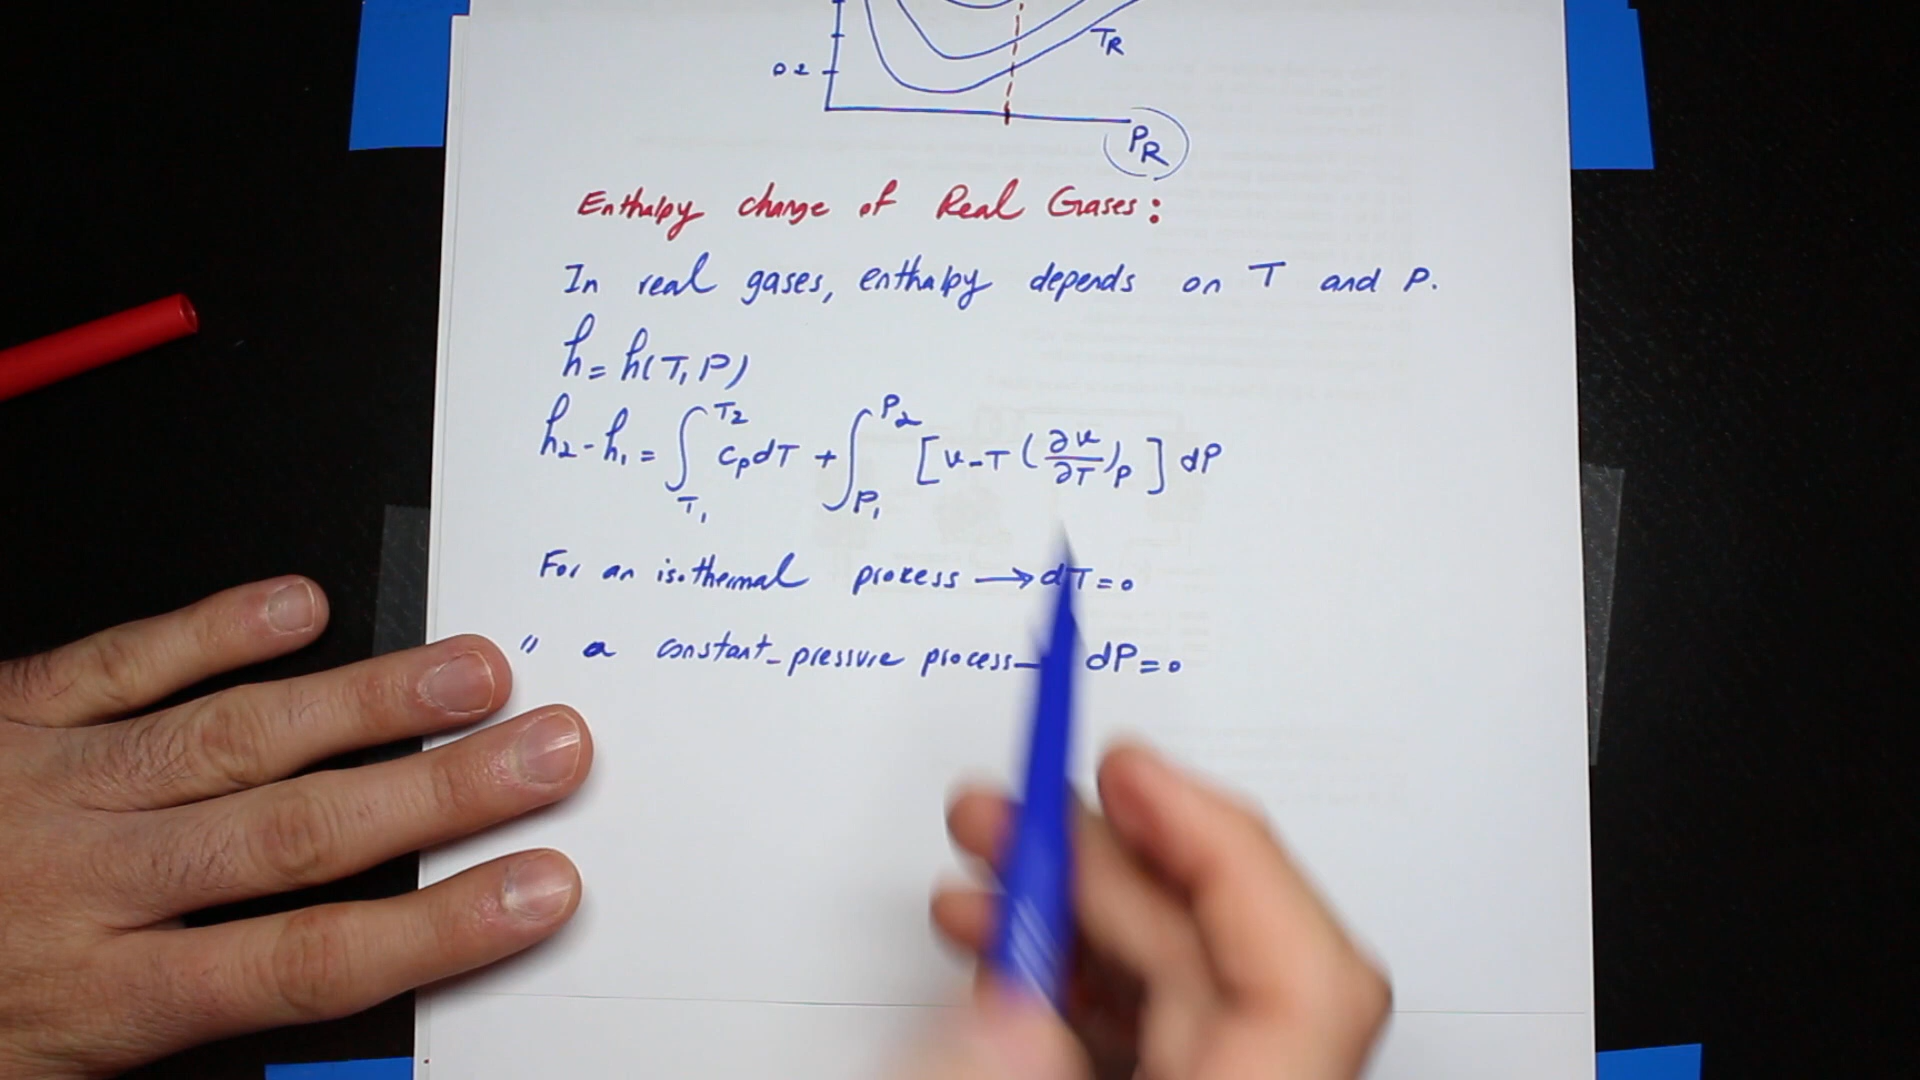 T_R
0.2
P_R
Enthalpy change of Real Gases:
In real gases, enthalpy depends on T and P.
h = h(T, P)
h₂ - h₁ = ∫_{T₁}^{T₂} C_p dT + ∫_{P₁}^{P₂} [v - T (∂v/∂T)_P] dP
For an isothermal process → dT = 0
" a constant-pressure process dP = 0